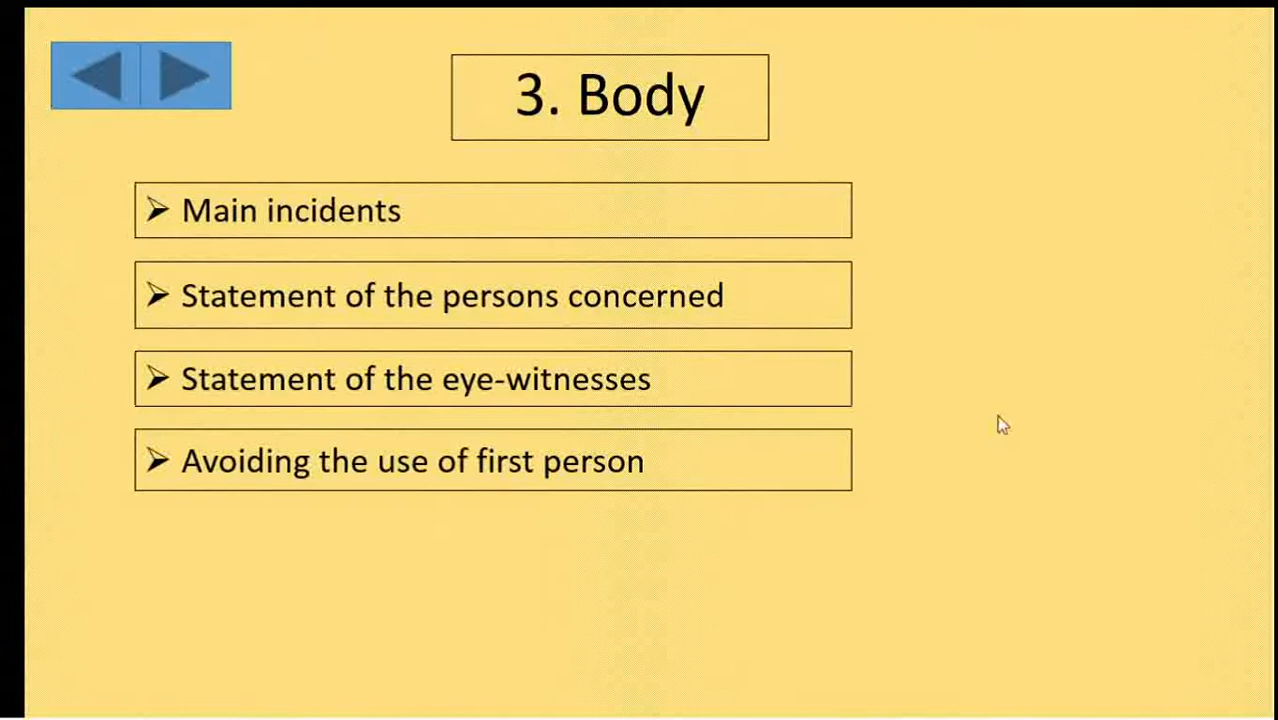 3. Body
➢ Main incidents
➢ Statement of the persons concerned
➢ Statement of the eye-witnesses
➢ Avoiding the use of first person